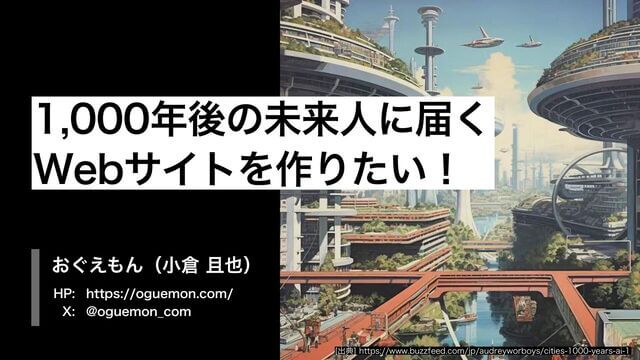 1,000年後の未来人に届く
Webサイトを作りたい！
おぐえもん（小倉 且也）
HP: https://oguemon.com/
X: @oguemon_com
[出典] https://www.buzzfeed.com/jp/audreyworboys/cities-1000-years-ai-1